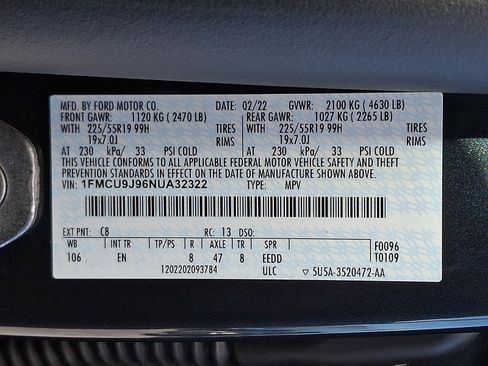 MFD. BY FORD MOTOR CO. 02/22 GVWR: 2100 KG ( 4630 LB)
FRONT GAWR: 1120 KG ( 2470 LB) REAR GAWR: 1027 KG ( 2265 LB)
WITH 225/55R19 99H TIRES WITH 225/55R19 99H TIRES
19x7.0J RIMS 19x7.0J RIMS
AT 230 kPa/ 33 PSI COLD AT 230 kPa/ 33 PSI COLD
THIS VEHICLE CONFORMS TO ALL APPLICABLE FEDERAL MOTOR VEHICLE SAFETY AND THEFT
PREVENTION STANDARDS IN EFFECT ON THE DATE OF MANUFACTURE SHOWN ABOVE.
VIN: 1FMCU9J96NUA32322 TYPE: MPV
EXT PNT: C8 RC: 13 DSO:
WB INT TR TP/PS R AXLE TR SPR F0096
106 EN 8 47 8 EEDD T0109
1202202093784 ULC ▽ 5U5A-3520472-AA